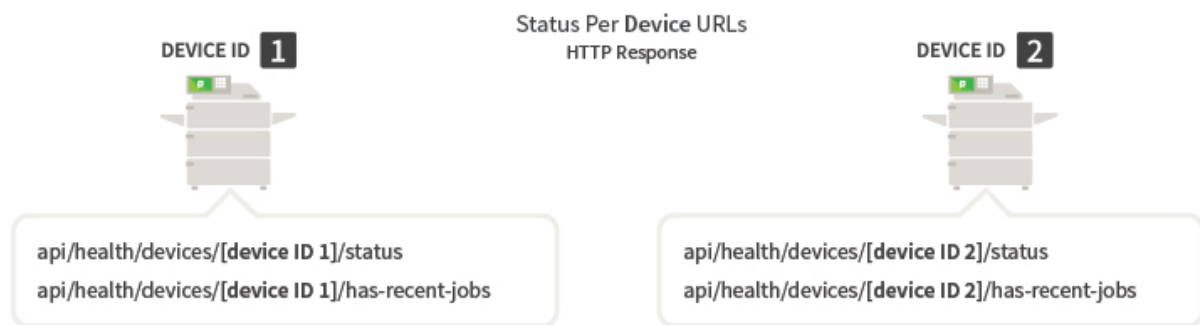 Status Per Device URLs
HTTP Response
DEVICE ID 1
DEVICE ID 2
api/health/devices/[device ID 1]/status
api/health/devices/[device ID 1]/has-recent-jobs
api/health/devices/[device ID 2]/status
api/health/devices/[device ID 2]/has-recent-jobs